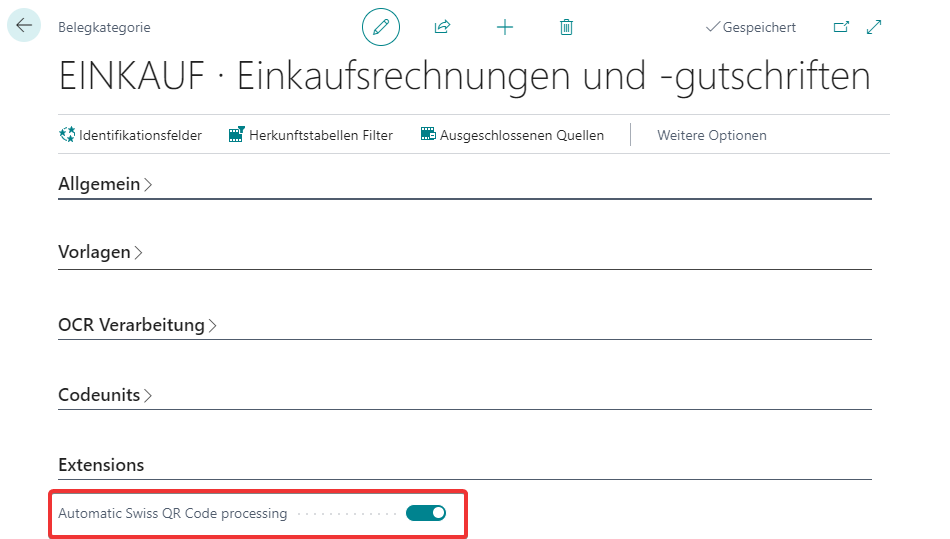 Belegkategorie
Gespeichert
EINKAUF · Einkaufsrechnungen und -gutschriften
Identifikationsfelder
Herkunftstabellen Filter
Ausgeschlossenen Quellen
Weitere Optionen
Allgemein
Vorlagen
OCR Verarbeitung
Codeunits
Extensions
Automatic Swiss QR Code processing